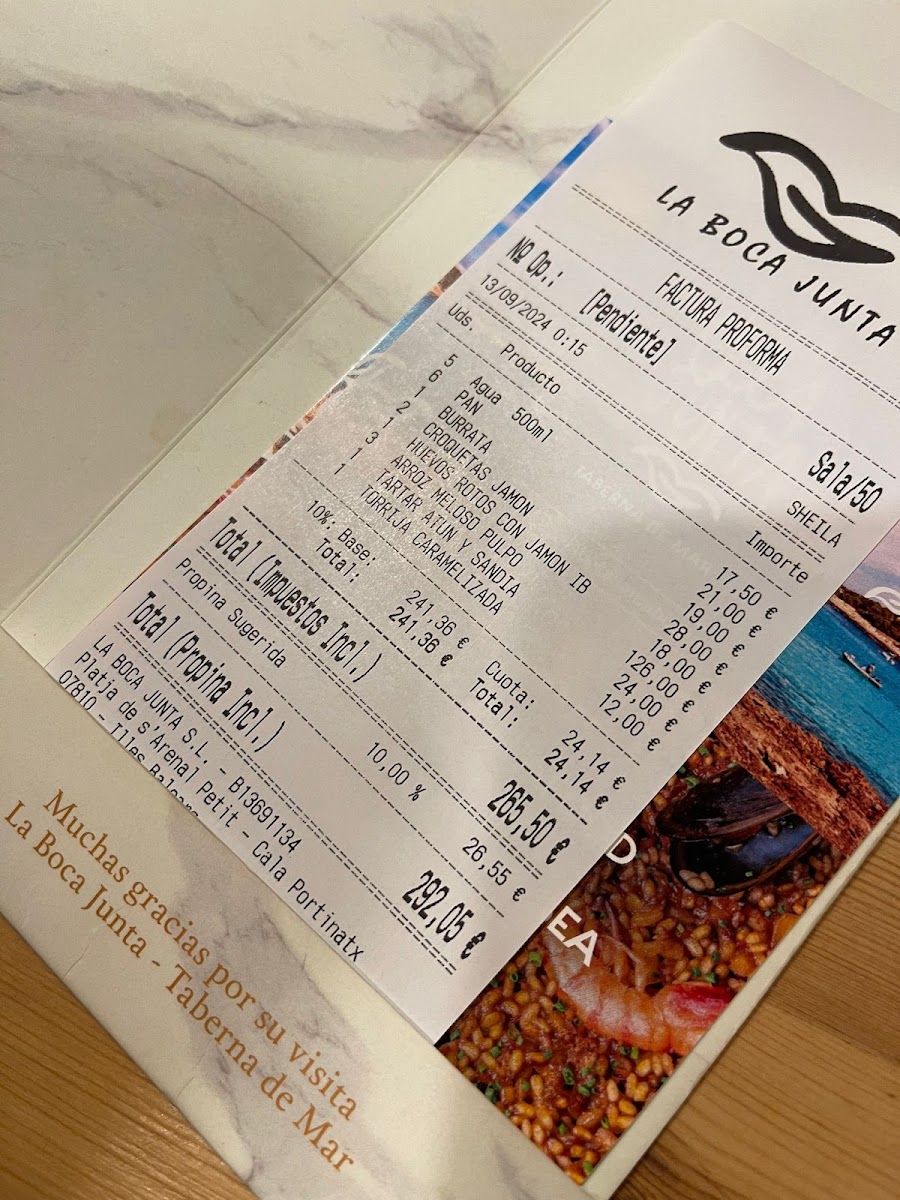 LA BOCA JUNTA
FACTURA PROFORMA
Nº Op.: [Pendiente] Sala/50
13/09/2024 0:15 SHEILA
Uds. Producto Importe
5 Agua 500ml 17,50 €
6 PAN 21,00 €
1 BURRATA 19,00 €
2 CROQUETAS JAMON 28,00 €
1 HUEVOS ROTOS CON JAMON IB 18,00 €
3 ARROZ MELOSO PULPO 126,00 €
1 TARTAR ATUN Y SANDIA 24,00 €
1 TORRIJA CARAMELIZADA 12,00 €
10%: Base: 241,36 € Cuota: 24,14 €
Total: 241,36 € Total: 24,14 €
Total (Impuestos Incl.) 265,50 €
Propina Sugerida 10,00 % 26,55 €
Total (Propina Incl.) 292,05 €
LA BOCA JUNTA S.L. - B13691134
Platja de s'Arenal Petit - Cala Portinatx
07810 - Illes
D
EA
Muchas gracias por su visita
La Boca Junta - Taberna de Mar